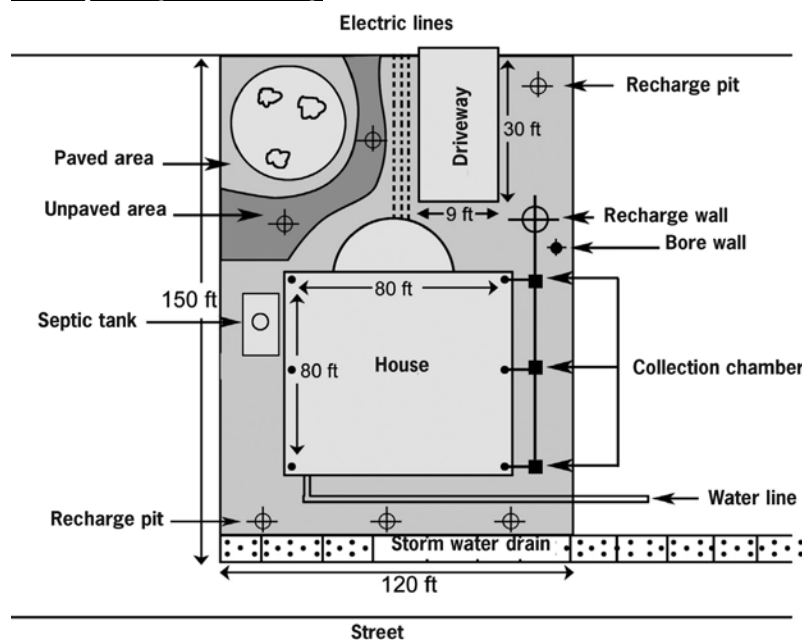 Electric lines
Recharge pit
Driveway
30 ft
Paved area
Unpaved area
9 ft
Recharge wall
Bore wall
150 ft
80 ft
Septic tank
House
80 ft
Collection chamber
Water line
Recharge pit
Storm water drain
120 ft
Street